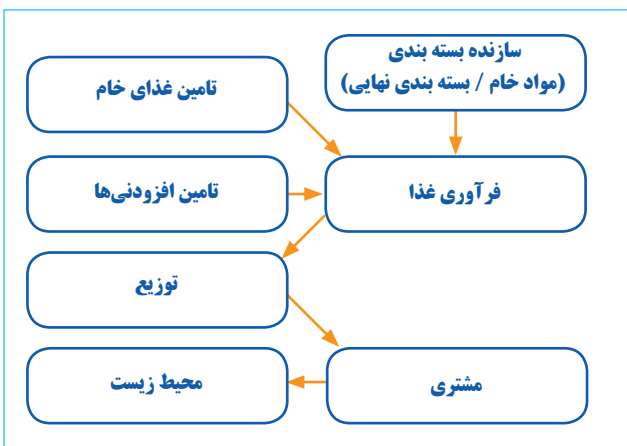 سازنده بسته بندی
(مواد خام / بسته بندی نهایی)
تامین غذای خام
فرآوری غذا
تامین افزودنی‌ها
توزیع
مشتری
محیط زیست